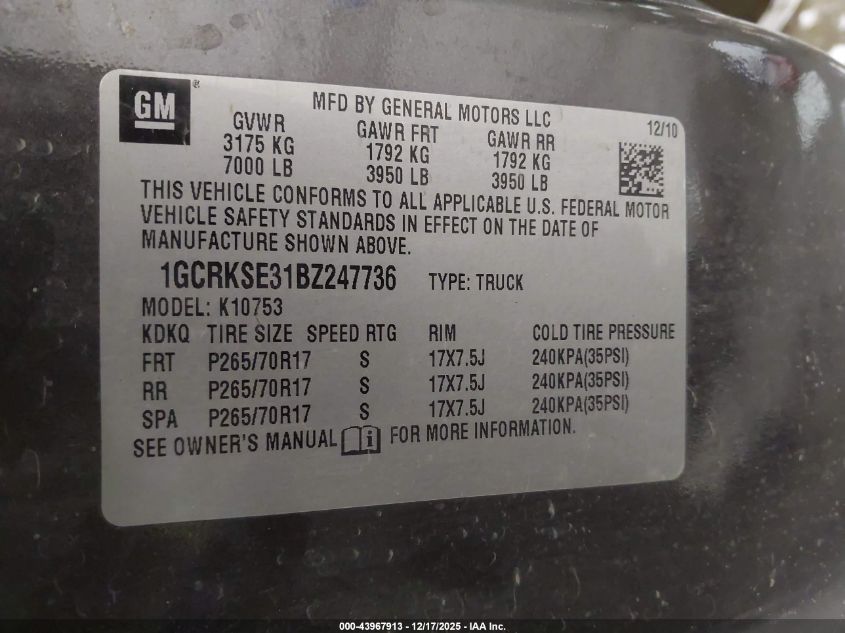 GM®
MFD BY GENERAL MOTORS LLC
12/10
GVWR GAWR FRT GAWR RR
3175 KG 1792 KG 1792 KG
7000 LB 3950 LB 3950 LB
THIS VEHICLE CONFORMS TO ALL APPLICABLE U.S. FEDERAL MOTOR
VEHICLE SAFETY STANDARDS IN EFFECT ON THE DATE OF
MANUFACTURE SHOWN ABOVE.
1GCRKSE31BZ247736 TYPE: TRUCK
MODEL: K10753
KDKQ TIRE SIZE SPEED RTG RIM COLD TIRE PRESSURE
FRT P265/70R17 S 17X7.5J 240KPA(35PSI)
RR P265/70R17 S 17X7.5J 240KPA(35PSI)
SPA P265/70R17 S 17X7.5J 240KPA(35PSI)
SEE OWNER'S MANUAL i FOR MORE INFORMATION.
000-43967913 - 12/17/2025 - IAA Inc.